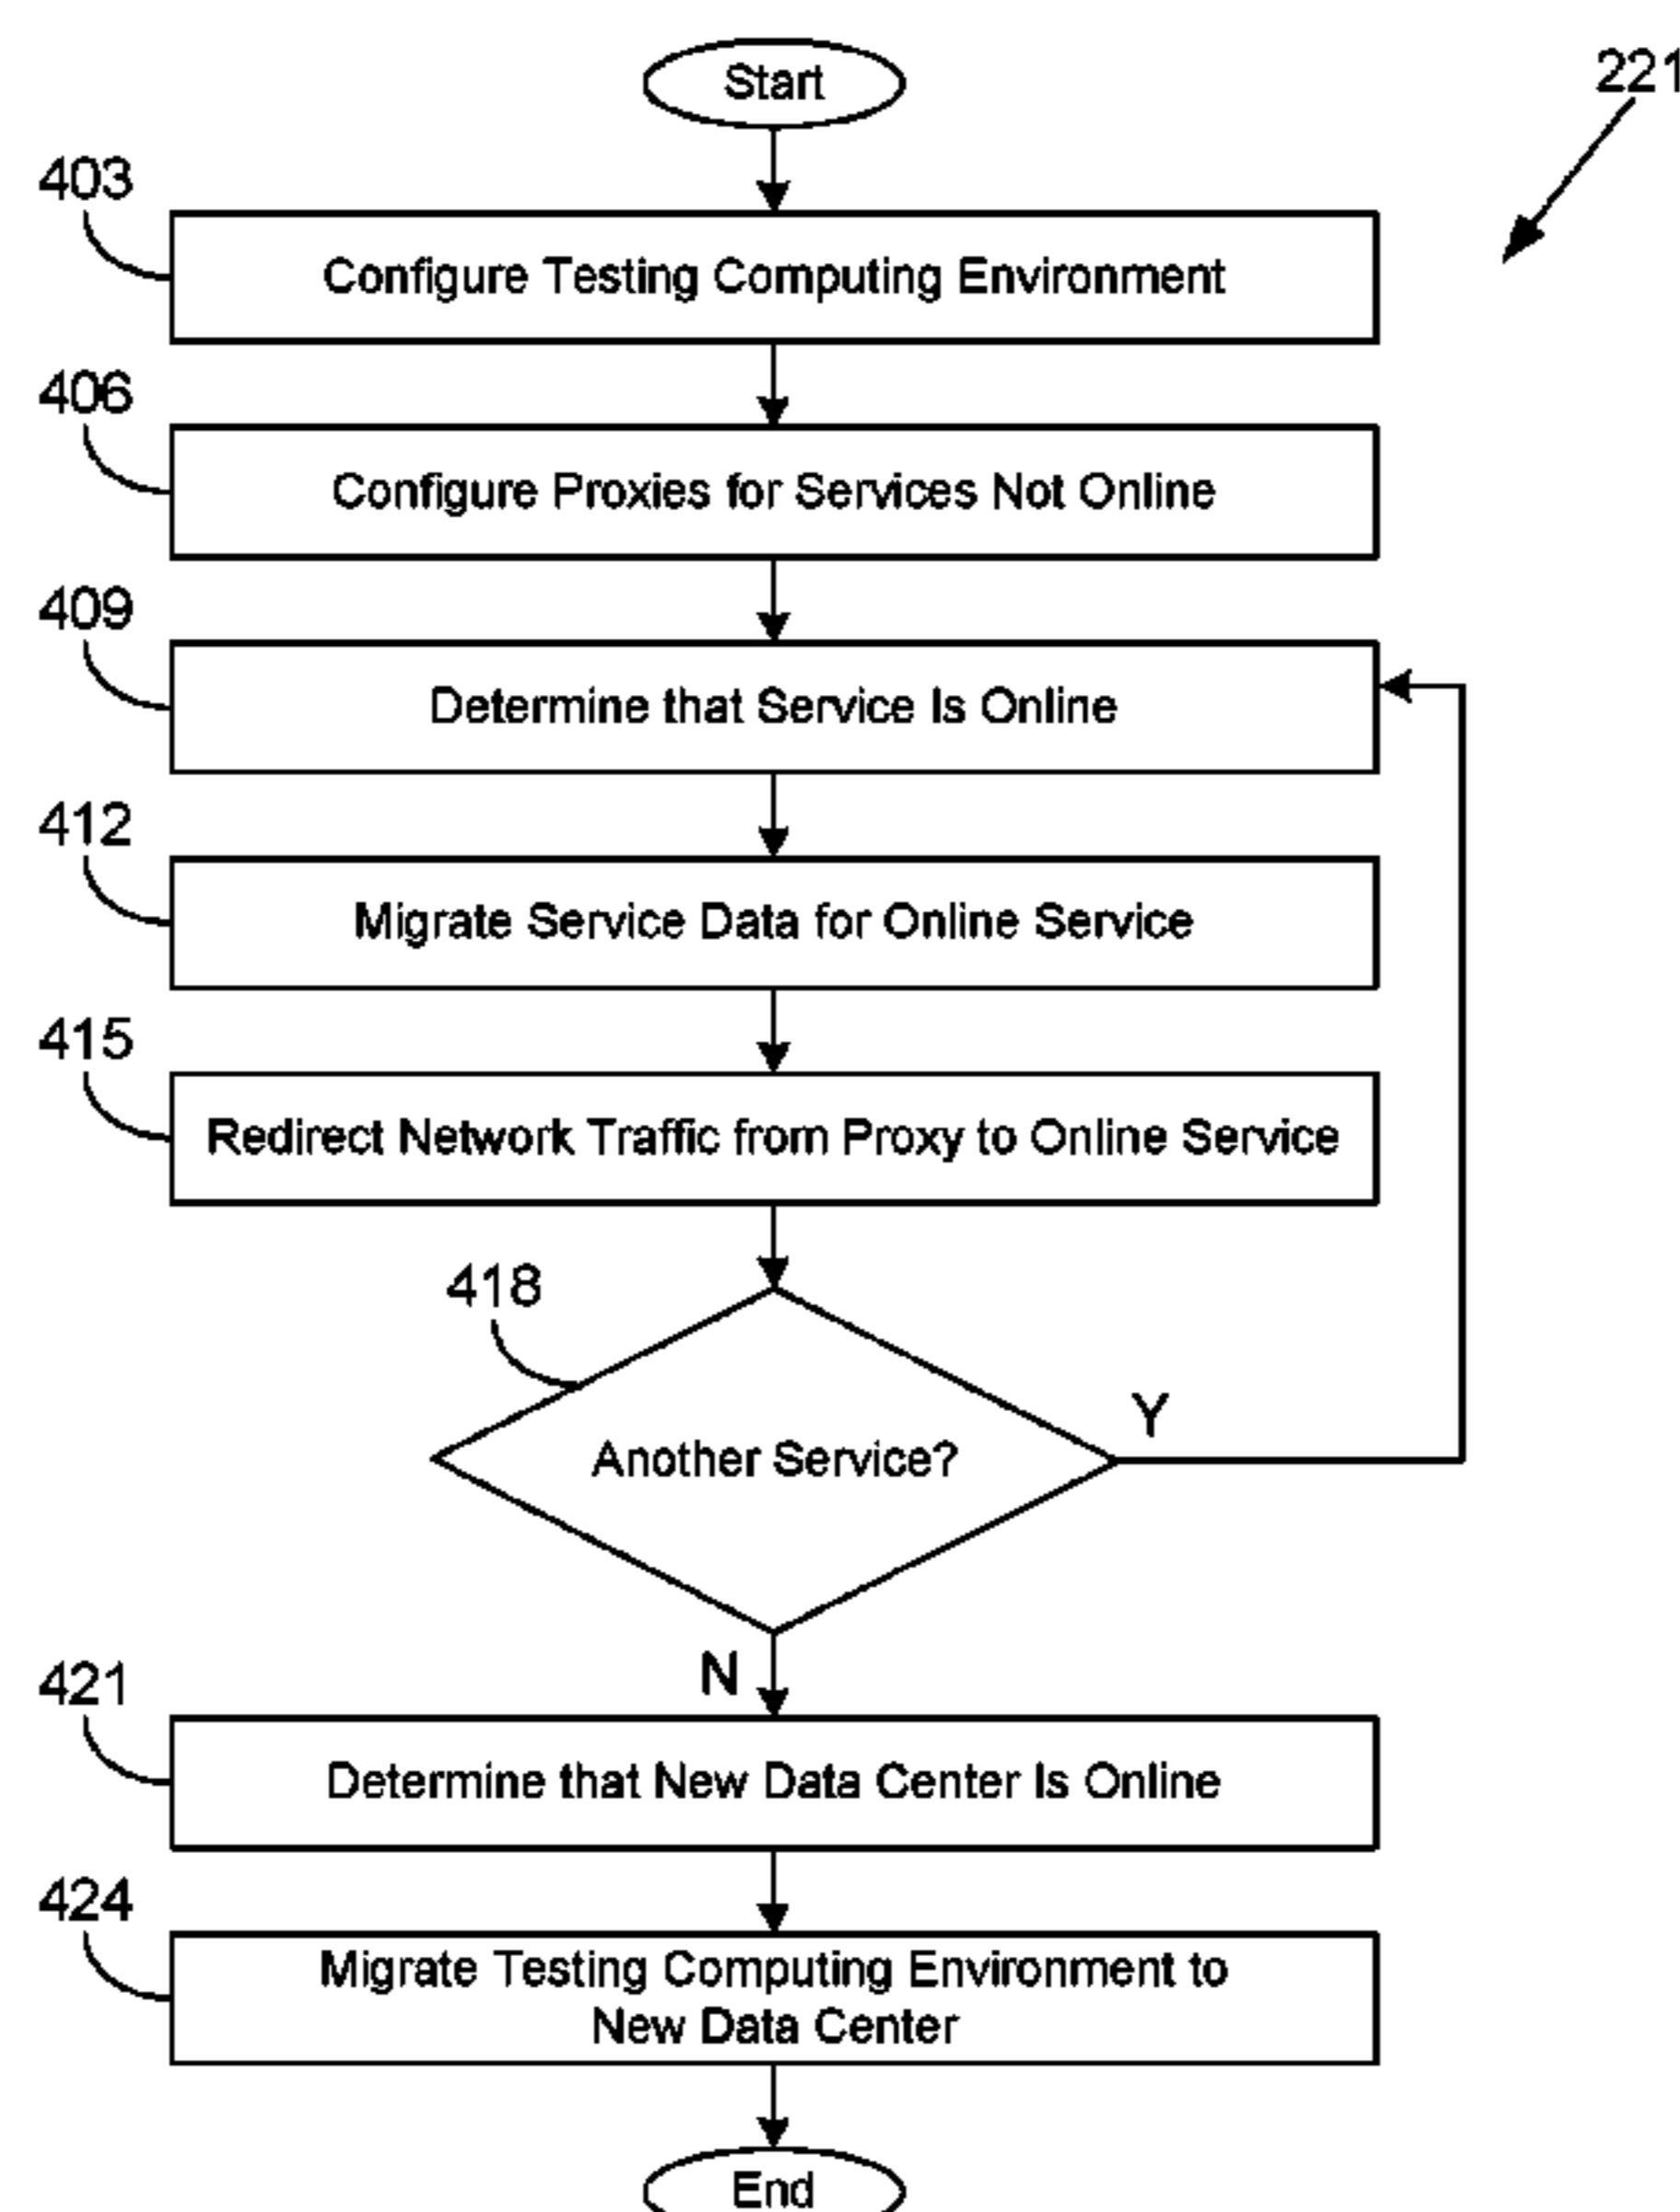 Start
221
403
Configure Testing Computing Environment
406
Configure Proxies for Services Not Online
409
Determine that Service Is Online
412
Migrate Service Data for Online Service
415
Redirect Network Traffic from Proxy to Online Service
418
Another Service?
Y
N
421
Determine that New Data Center Is Online
424
Migrate Testing Computing Environment to
New Data Center
End